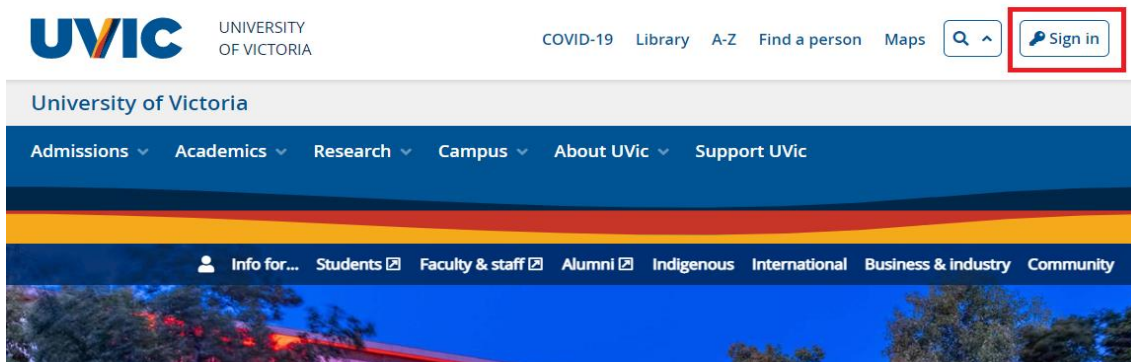 UVIC
UNIVERSITY
OF VICTORIA
COVID-19 Library A-Z Find a person Maps Sign in
University of Victoria
Admissions Academics Research Campus About UVic Support UVic
Info for... Students Faculty & staff Alumni Indigenous International Business & industry Community